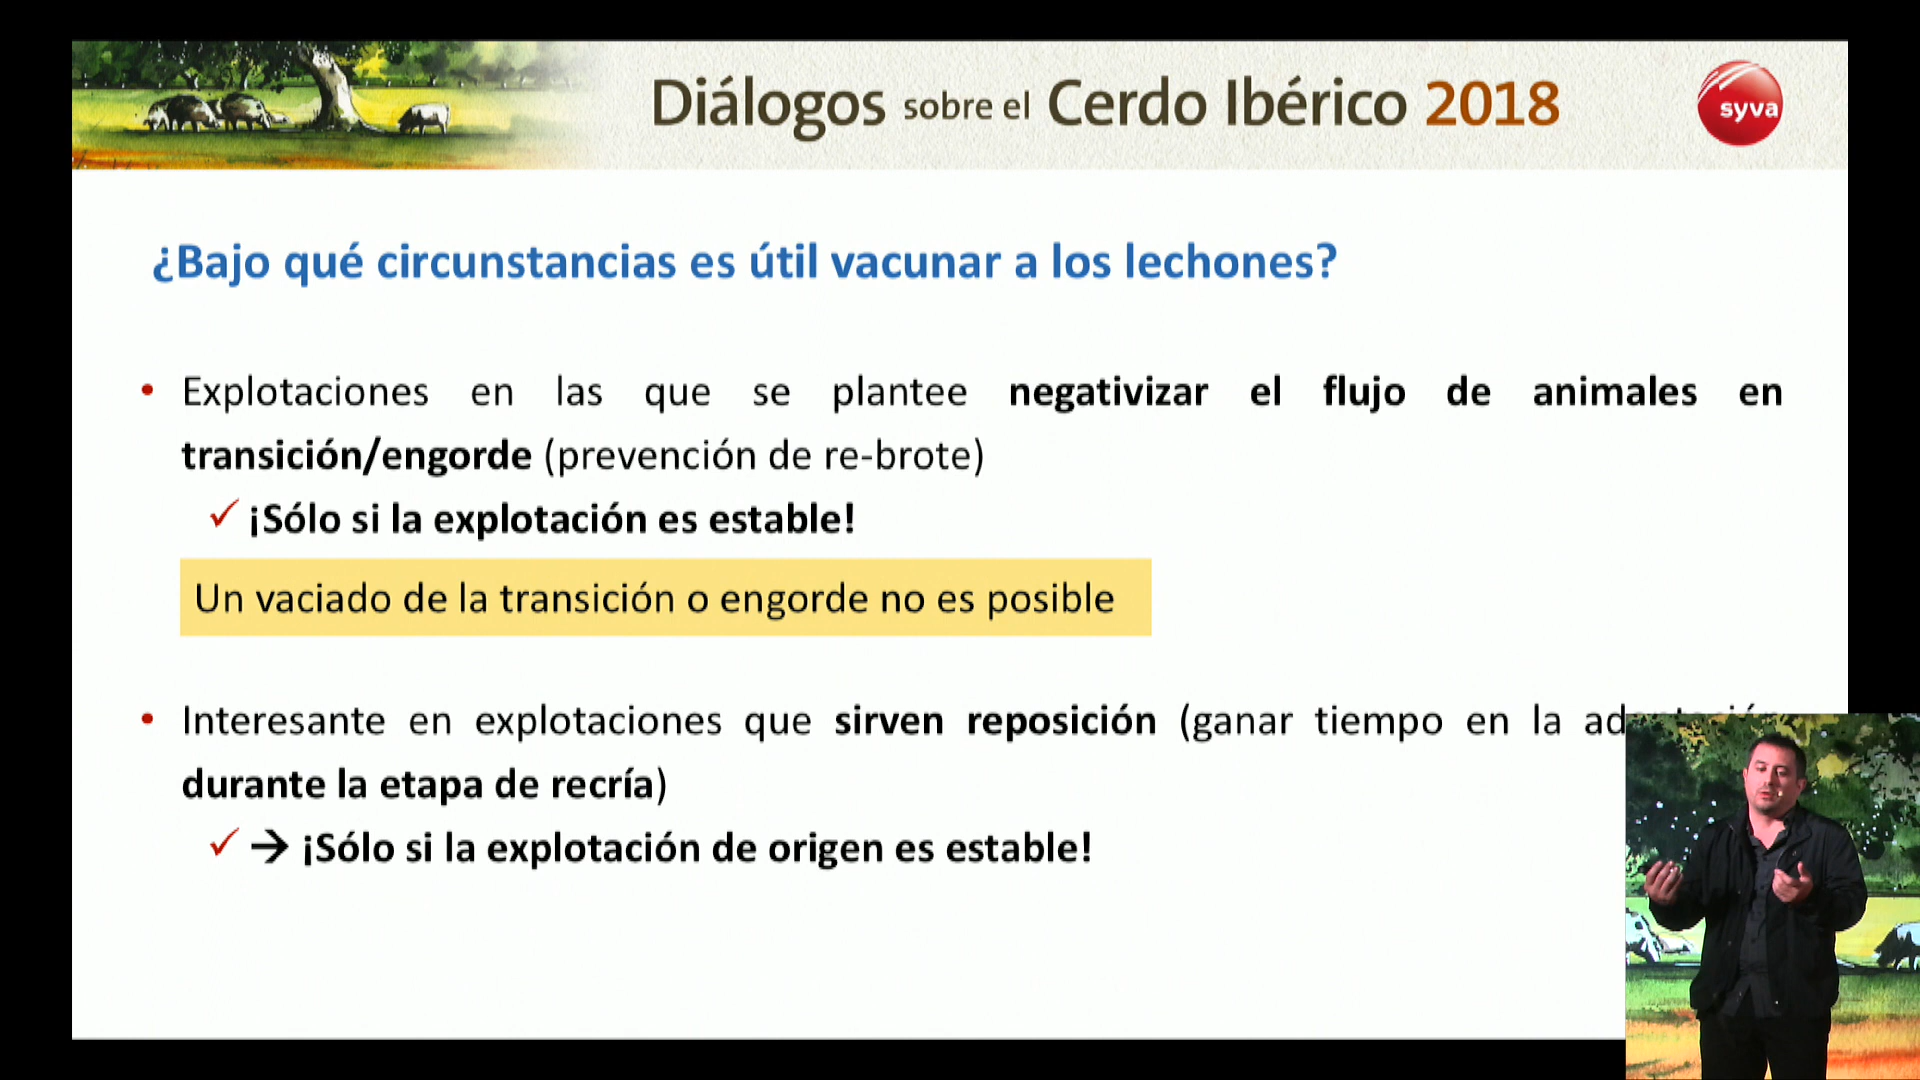 Diálogos sobre el Cerdo Ibérico 2018
syva
¿Bajo qué circunstancias es útil vacunar a los lechones?
• Explotaciones en las que se plantee negativizar el flujo de animales en
transición/engorde (prevención de re-brote)
✓ ¡Sólo si la explotación es estable!
Un vaciado de la transición o engorde no es posible
• Interesante en explotaciones que sirven reposición (ganar tiempo en la
durante la etapa de recría)
✓ → ¡Sólo si la explotación de origen es estable!